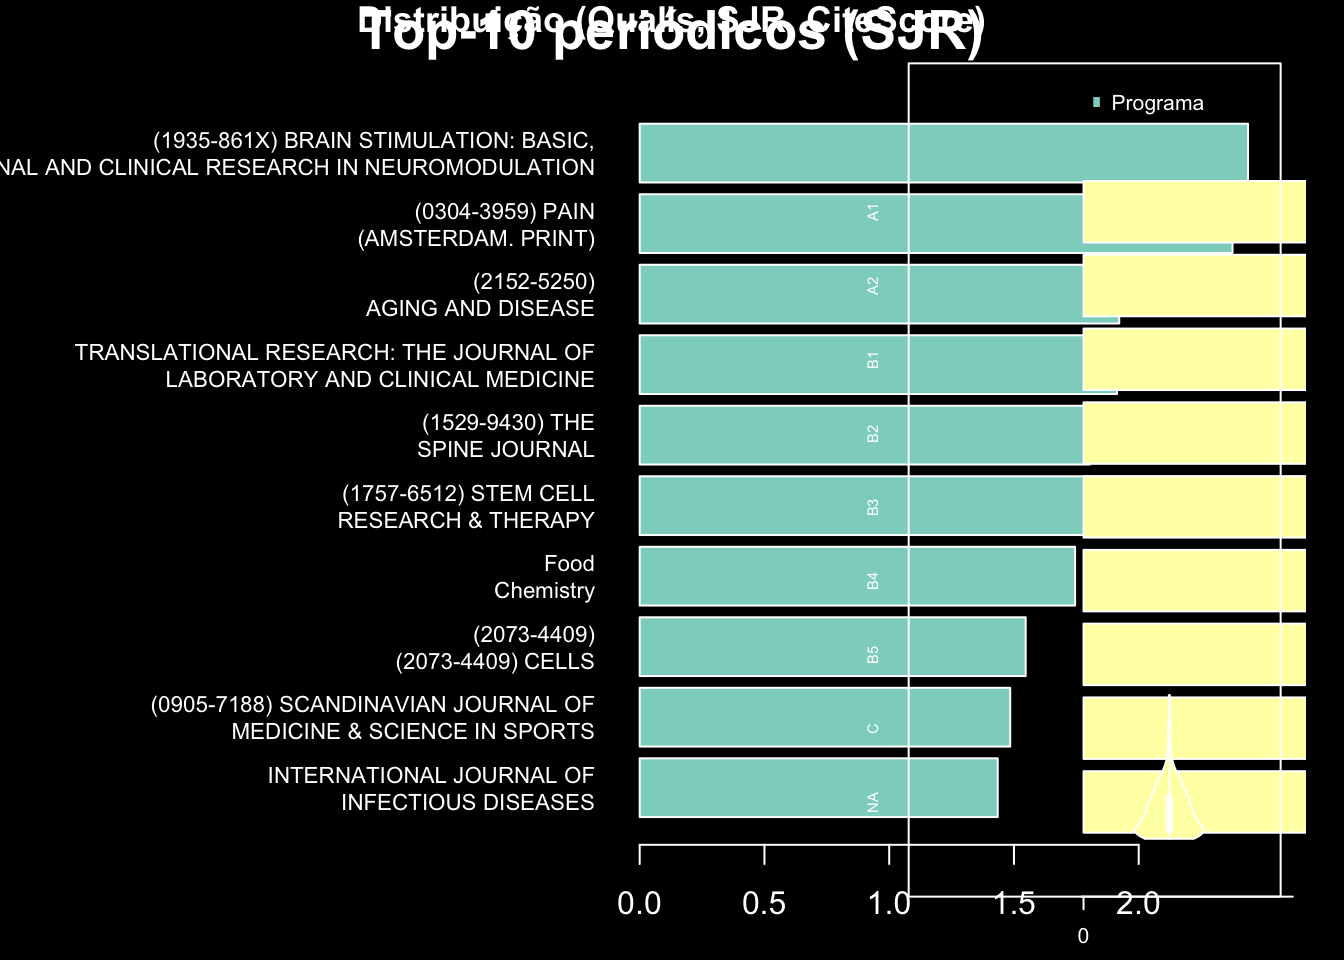 Distribuição (Qualis, SJR, CiteScore)
Top-10 periódicos (SJR)
Programa
(1935-861X) BRAIN STIMULATION: BASIC,
NAL AND CLINICAL RESEARCH IN NEUROMODULATION
(0304-3959) PAIN
(AMSTERDAM. PRINT)
(2152-5250)
AGING AND DISEASE
TRANSLATIONAL RESEARCH: THE JOURNAL OF
LABORATORY AND CLINICAL MEDICINE
(1529-9430) THE
SPINE JOURNAL
(1757-6512) STEM CELL
RESEARCH & THERAPY
Food
Chemistry
(2073-4409)
(2073-4409) CELLS
(0905-7188) SCANDINAVIAN JOURNAL OF
MEDICINE & SCIENCE IN SPORTS
INTERNATIONAL JOURNAL OF
INFECTIOUS DISEASES
A1
A2
B1
B2
B3
B4
B5
C
NA
0.0 0.5 1.0 1.5 2.0
0